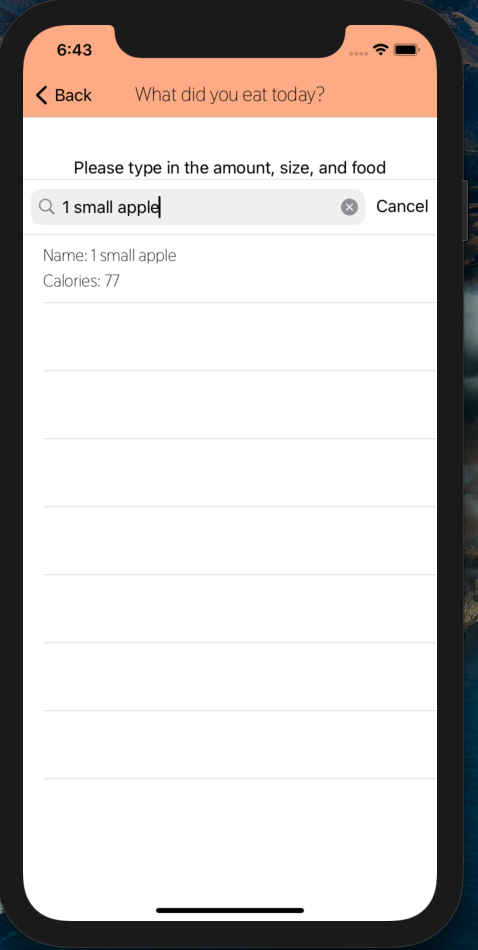 6:43
Back
What did you eat today?
Please type in the amount, size, and food
1 small apple
Cancel
Name: 1 small apple
Calories: 77